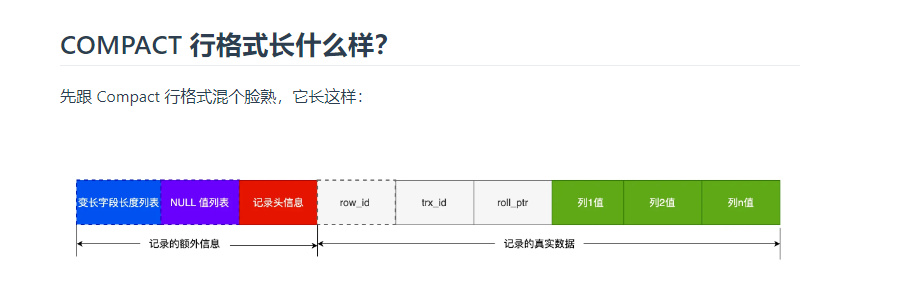 COMPACT 行格式长什么样？
先跟 Compact 行格式混个脸熟，它长这样：
变长字段长度列表 NULL 值列表 记录头信息 row_id trx_id roll_ptr 列1值 列2值 列n值
记录的额外信息 记录的真实数据